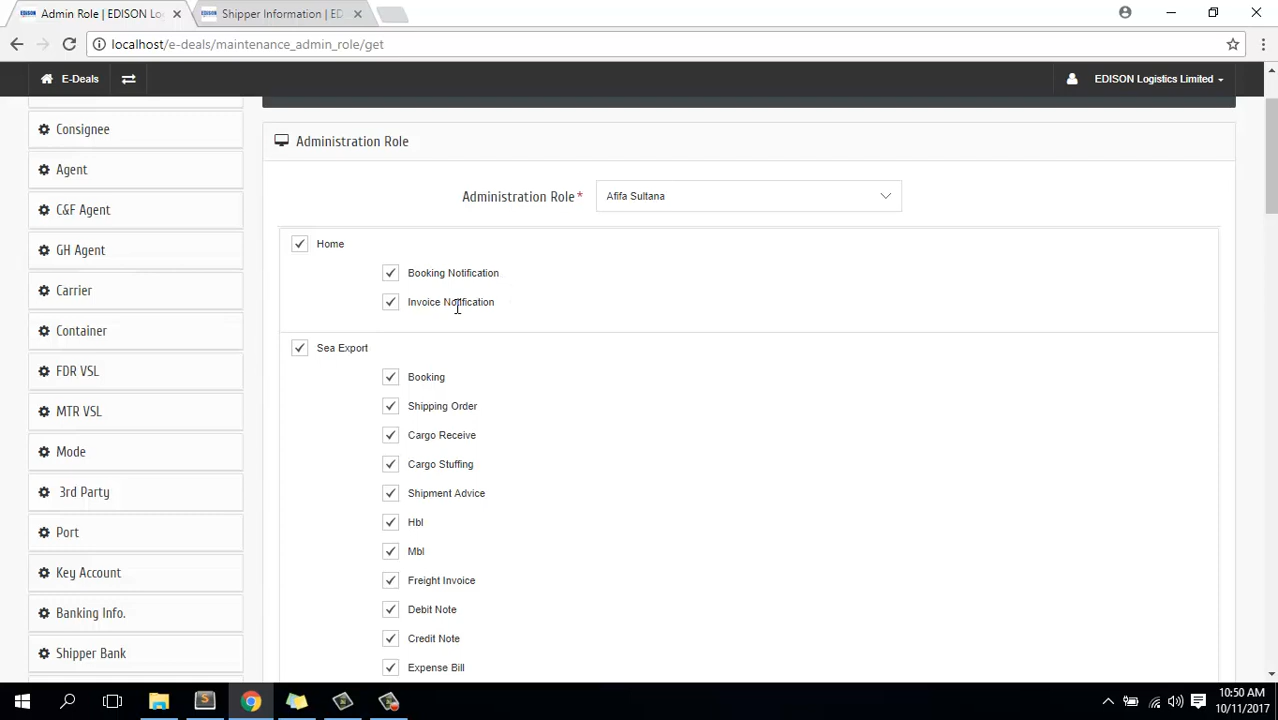 Admin Role | EDISON Lo
Shipper Information | ED
localhost/e-deals/maintenance_admin_role/get
E-Deals
EDISON Logistics Limited
Consignee
Agent
C&F Agent
GH Agent
Carrier
Container
FDR VSL
MTR VSL
Mode
3rd Party
Port
Key Account
Banking Info.
Shipper Bank
Administration Role
Administration Role*
Afifa Sultana
Home
Booking Notification
Invoice Notification
Sea Export
Booking
Shipping Order
Cargo Receive
Cargo Stuffing
Shipment Advice
Hbl
Mbl
Freight Invoice
Debit Note
Credit Note
Expense Bill
10:50 AM
10/11/2017